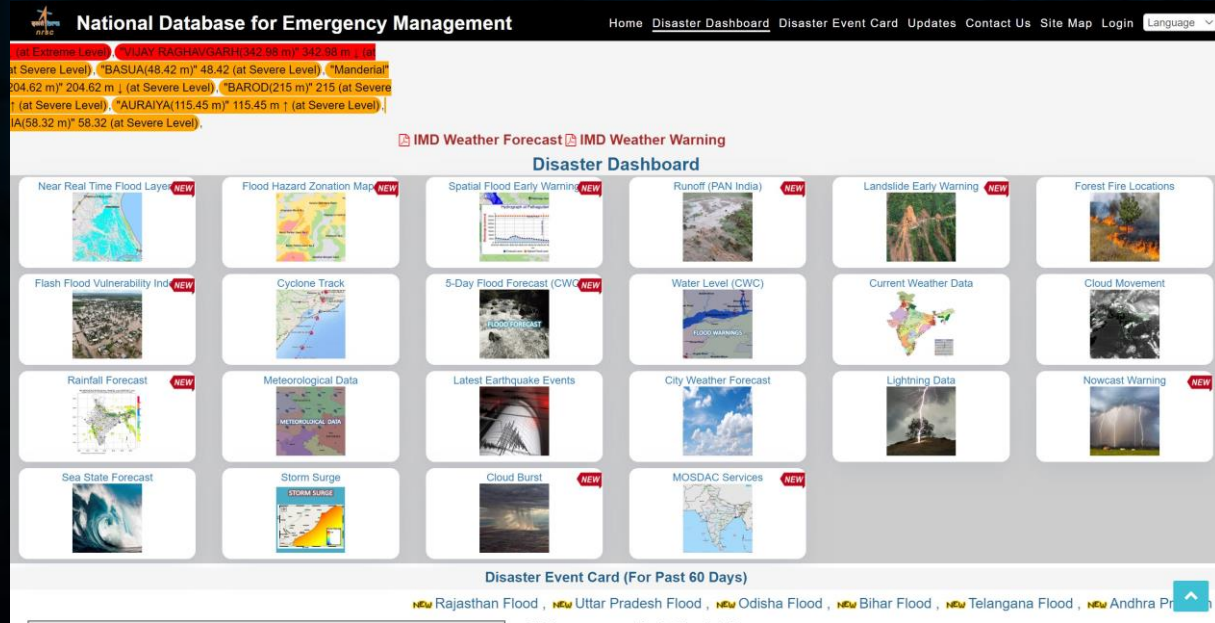 National Database for Emergency Management
nrsc
Home Disaster Dashboard Disaster Event Card Updates Contact Us Site Map Login Language
(at Extreme Level), "VIJAY RAGHAVGARH(342.98 m)" 342.98 m ↓ (at
at Severe Level), "BASUA(48.42 m)" 48.42 (at Severe Level), "Manderial"
204.62 m)" 204.62 m ↓ (at Severe Level), "BAROD(215 m)" 215 (at Severe
↑ (at Severe Level), "AURAIYA(115.45 m)" 115.45 m ↑ (at Severe Level),
IA(58.32 m)" 58.32 (at Severe Level),
IMD Weather Forecast IMD Weather Warning
Disaster Dashboard
Near Real Time Flood Laye NEW
Flood Hazard Zonation Map NEW
Spatial Flood Early Warning NEW
Runoff (PAN India) NEW
Landslide Early Warning NEW
Forest Fire Locations
Flash Flood Vulnerability Ind NEW
Cyclone Track
5-Day Flood Forecast (CWC NEW
FLOOD FORECAST
Water Level (CWC)
FLOOD WARNINGS
Current Weather Data
Cloud Movement
Rainfall Forecast NEW
Meteorological Data
METEOROLOGICAL DATA
Latest Earthquake Events
City Weather Forecast
Lightning Data
Nowcast Warning NEW
Sea State Forecast
Storm Surge
STORM SURGE
Cloud Burst NEW
MOSDAC Services NEW
Disaster Event Card (For Past 60 Days)
NEW Rajasthan Flood , NEW Uttar Pradesh Flood , NEW Odisha Flood , NEW Bihar Flood , NEW Telangana Flood , NEW Andhra Pr